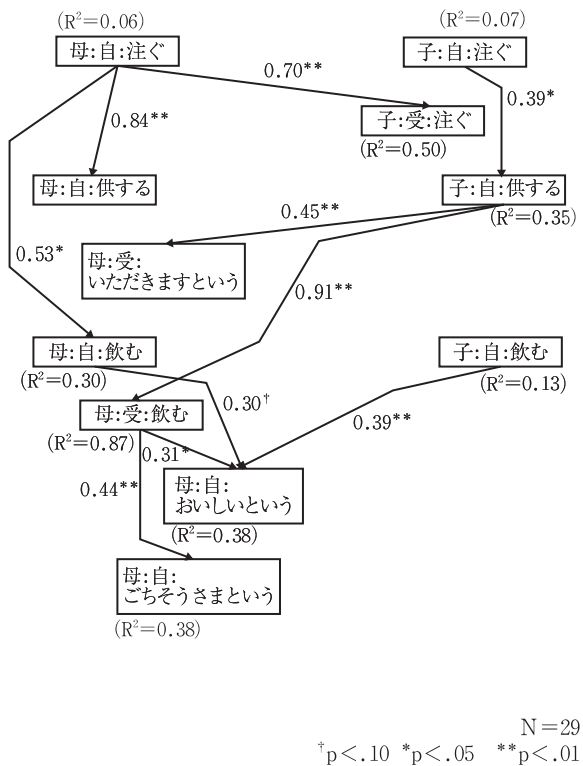 (R²=0.06)
母:自:注ぐ
(R²=0.07)
子:自:注ぐ
0.70**
0.39*
0.84**
子:受:注ぐ
(R²=0.50)
母:自:供する
子:自:供する
(R²=0.35)
0.45**
0.53*
母:受:
いただきますという
0.91**
母:自:飲む
(R²=0.30)
子:自:飲む
(R²=0.13)
0.30†
母:受:飲む
(R²=0.87)
0.39**
0.31*
0.44**
母:自:
おいしいという
(R²=0.38)
母:自:
ごちそうさまという
(R²=0.38)
N=29
†p<.10 *p<.05 **p<.01